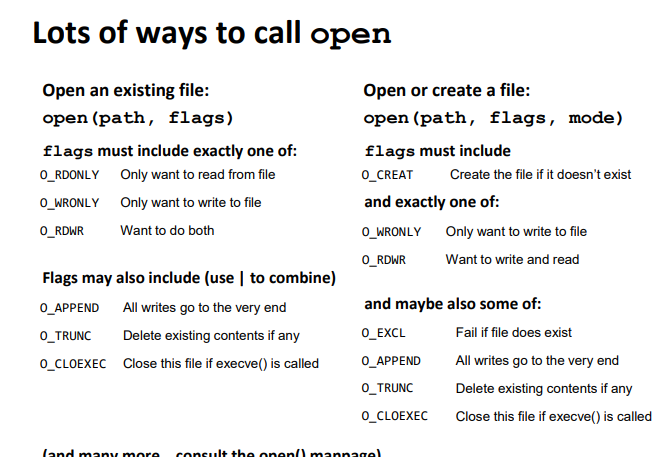 Lots of ways to call open
Open an existing file:
open(path, flags)
flags must include exactly one of:
O_RDONLY Only want to read from file
O_WRONLY Only want to write to file
O_RDWR Want to do both
Flags may also include (use | to combine)
O_APPEND All writes go to the very end
O_TRUNC Delete existing contents if any
O_CLOEXEC Close this file if execve() is called
Open or create a file:
open(path, flags, mode)
flags must include
O_CREAT Create the file if it doesn’t exist
and exactly one of:
O_WRONLY Only want to write to file
O_RDWR Want to write and read
and maybe also some of:
O_EXCL Fail if file does exist
O_APPEND All writes go to the very end
O_TRUNC Delete existing contents if any
O_CLOEXEC Close this file if execve() is called
(and many more... consult the open() manpage)